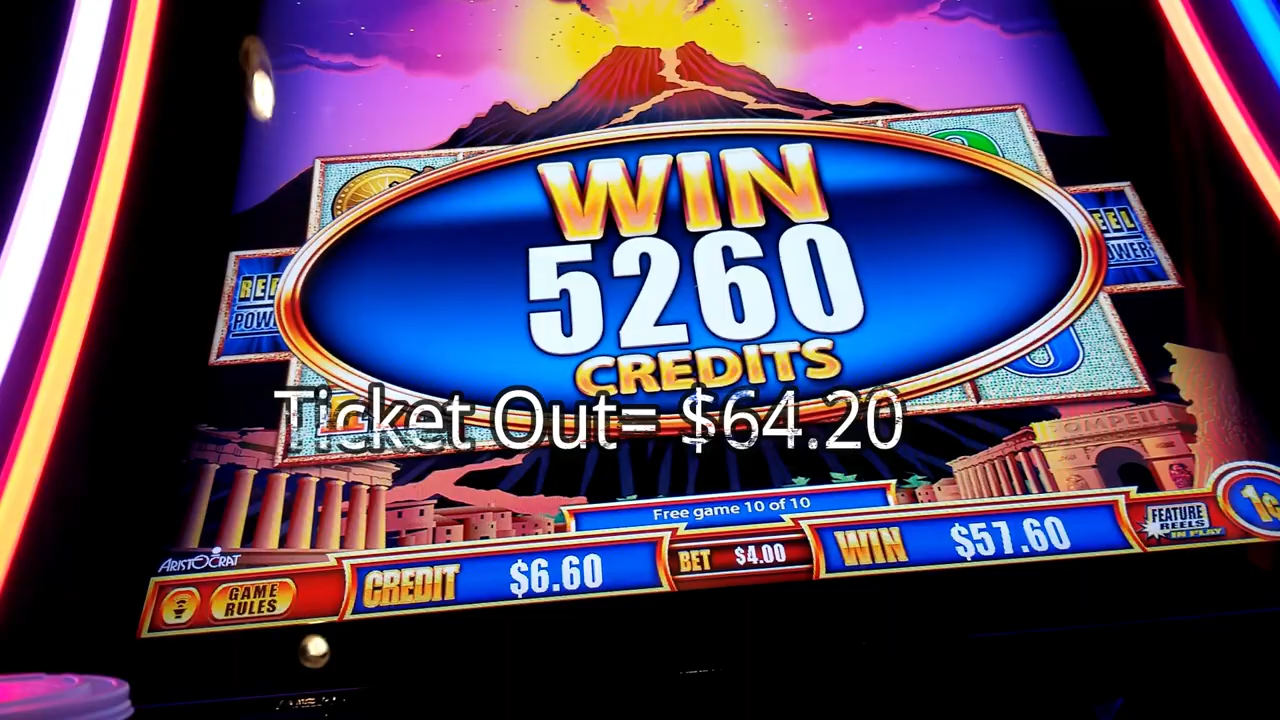 WIN
5260
CREDITS
REEL
POWER
Ticket Out= $64.20
POMPEII
Free game 10 of 10
ARISTOCRAT
GAME
RULES
CREDIT $6.60
BET $4.00
WIN $57.60
FEATURE
REELS
IN PLAY
1¢